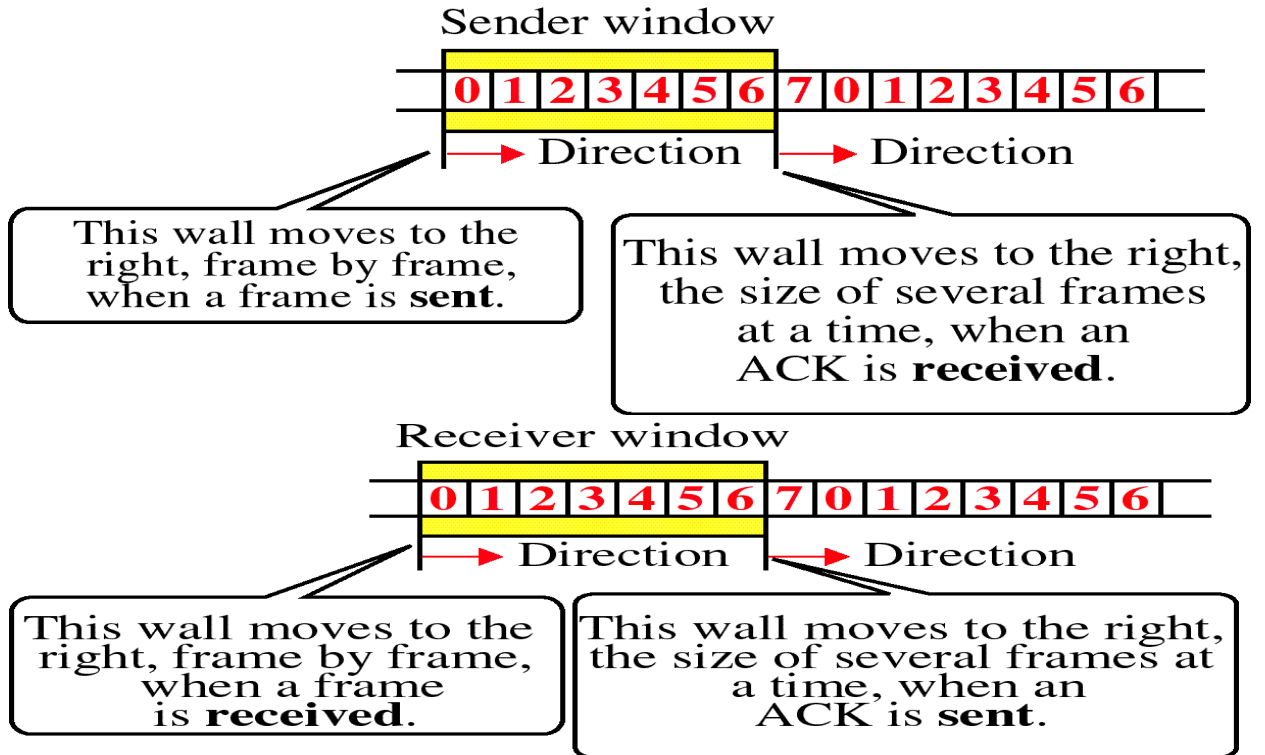 Sender window
0 1 2 3 4 5 6 7 0 1 2 3 4 5 6
Direction
Direction
This wall moves to the
right, frame by frame,
when a frame is sent.
This wall moves to the right,
the size of several frames
at a time, when an
ACK is received.
Receiver window
0 1 2 3 4 5 6 7 0 1 2 3 4 5 6
Direction
Direction
This wall moves to the
right, frame by frame,
when a frame
is received.
This wall moves to the right,
the size of several frames at
a time, when an
ACK is sent.